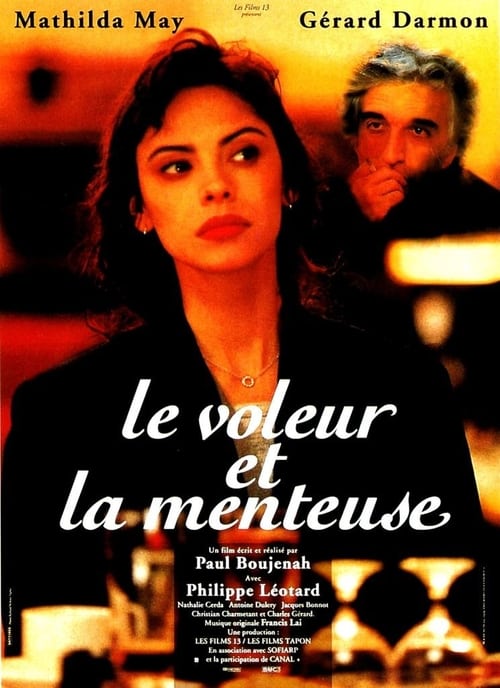 Les Films 13
présentent
Mathilda May
Gérard Darmon
le voleur
et
la menteuse
Un film écrit et réalisé par
Paul Boujenah
Avec
Philippe Léotard
Nathalie Cerda Antoine Duléry Jacques Bonnot
Christian Charmetant et Charles Gérard.
Musique originale Francis Lai
Une production :
LES FILMS 13 / LES FILMS TAPON
En association avec SOFIARP
et la participation de CANAL +